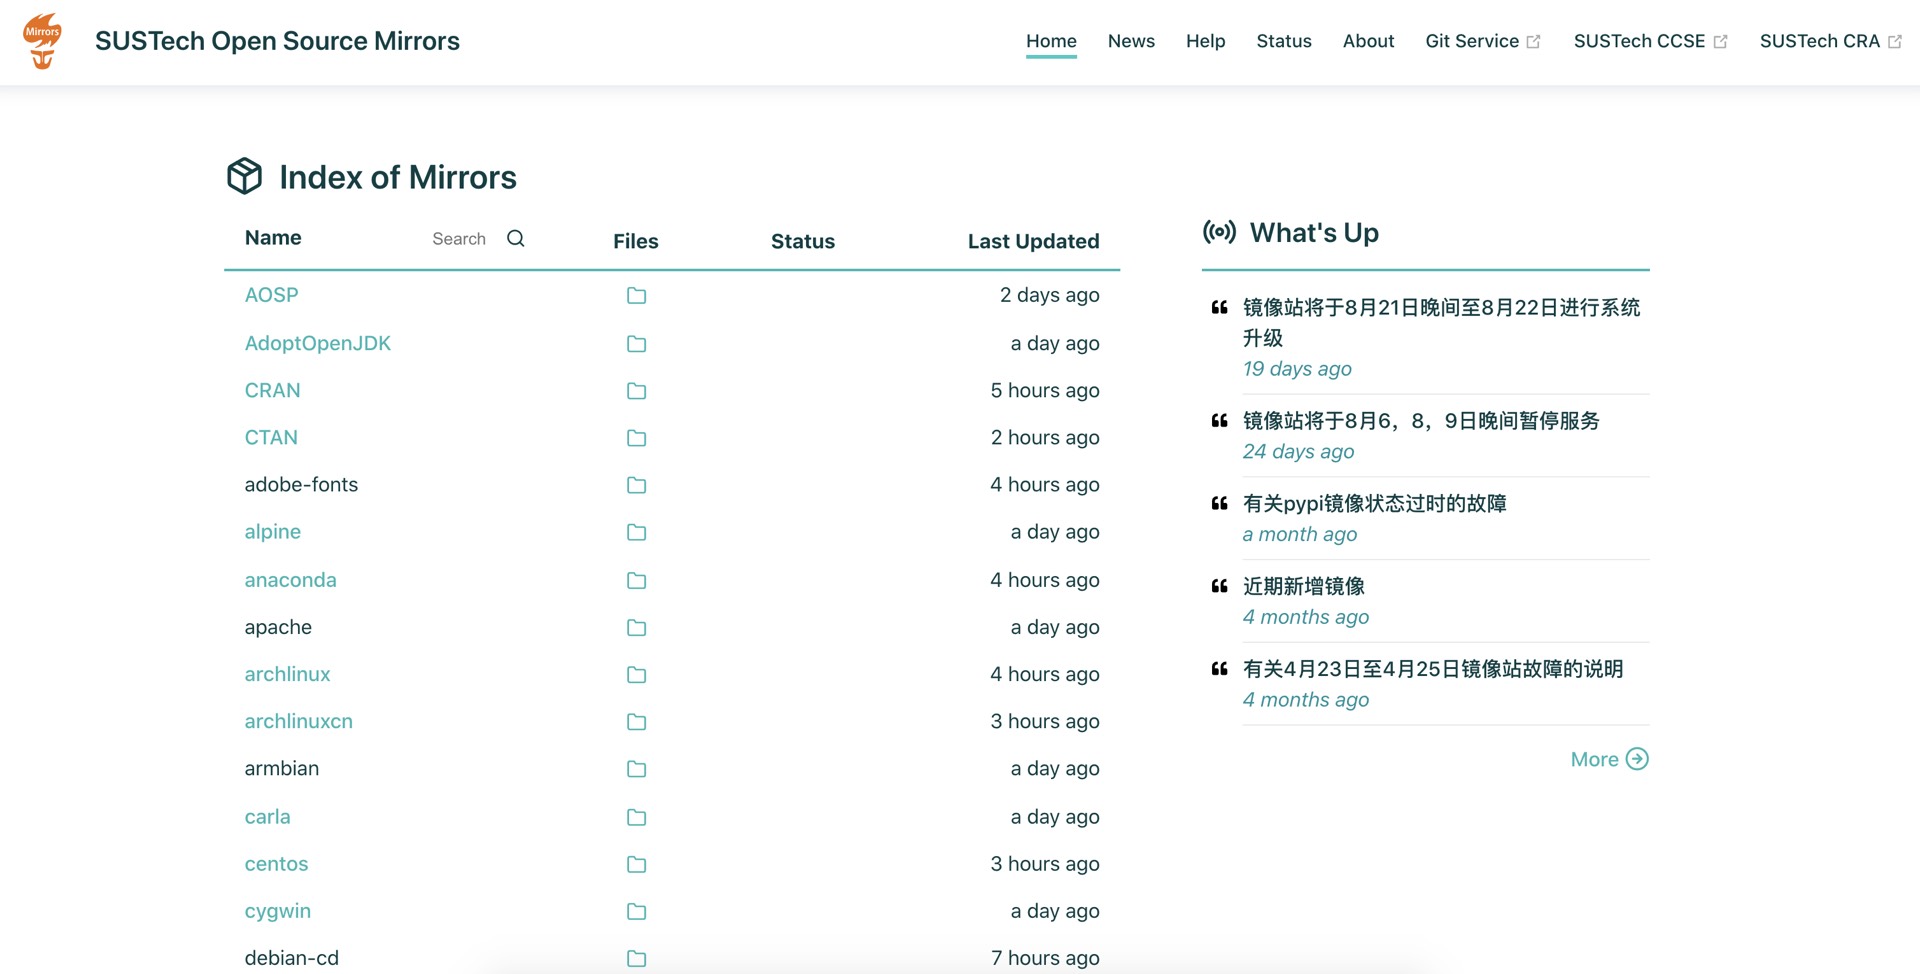 Mirrors
SUSTech Open Source Mirrors
Home News Help Status About Git Service SUSTech CCSE SUSTech CRA
Index of Mirrors
Name Search Files Status Last Updated
AOSP 2 days ago
AdoptOpenJDK a day ago
CRAN 5 hours ago
CTAN 2 hours ago
adobe-fonts 4 hours ago
alpine a day ago
anaconda 4 hours ago
apache a day ago
archlinux 4 hours ago
archlinuxcn 3 hours ago
armbian a day ago
carla a day ago
centos 3 hours ago
cygwin a day ago
debian-cd 7 hours ago
What's Up
镜像站将于8月21日晚间至8月22日进行系统
升级
19 days ago
镜像站将于8月6，8，9日晚间暂停服务
24 days ago
有关pypi镜像状态过时的故障
a month ago
近期新增镜像
4 months ago
有关4月23日至4月25日镜像站故障的说明
4 months ago
More